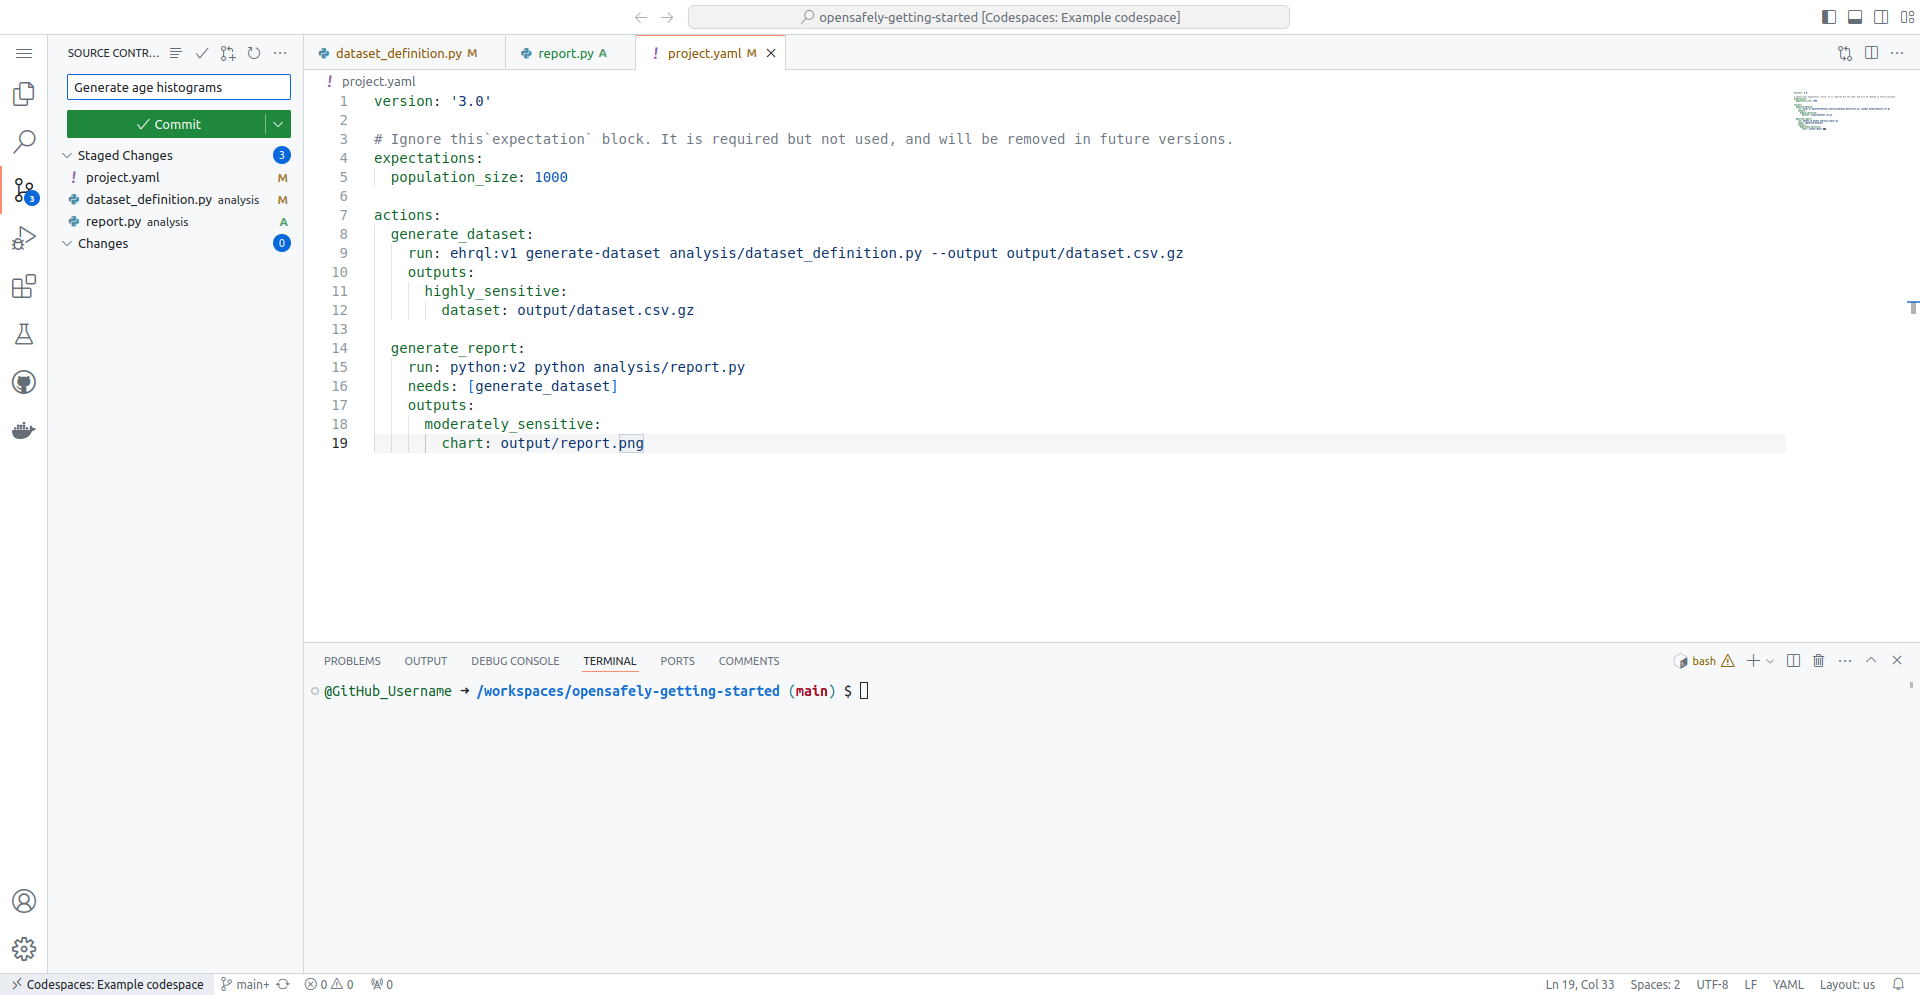 opensafely-getting-started [Codespaces: Example codespace]
SOURCE CONTR...
dataset_definition.py M
report.py A
project.yaml M
Generate age histograms
Commit
Staged Changes 3
project.yaml M
dataset_definition.py analysis M
report.py analysis A
Changes 0
3
project.yaml
1 version: '3.0'
2
3 # Ignore this`expectation` block. It is required but not used, and will be removed in future versions.
4 expectations:
5 population_size: 1000
6
7 actions:
8 generate_dataset:
9 run: ehrql:v1 generate-dataset analysis/dataset_definition.py --output output/dataset.csv.gz
10 outputs:
11 highly_sensitive:
12 dataset: output/dataset.csv.gz
13
14 generate_report:
15 run: python:v2 python analysis/report.py
16 needs: [generate_dataset]
17 outputs:
18 moderately_sensitive:
19 chart: output/report.png
PROBLEMS OUTPUT DEBUG CONSOLE TERMINAL PORTS COMMENTS
bash
@GitHub_Username ➜ /workspaces/opensafely-getting-started (main) $
Codespaces: Example codespace main+ 0 0 0
Ln 19, Col 33 Spaces: 2 UTF-8 LF YAML Layout: us